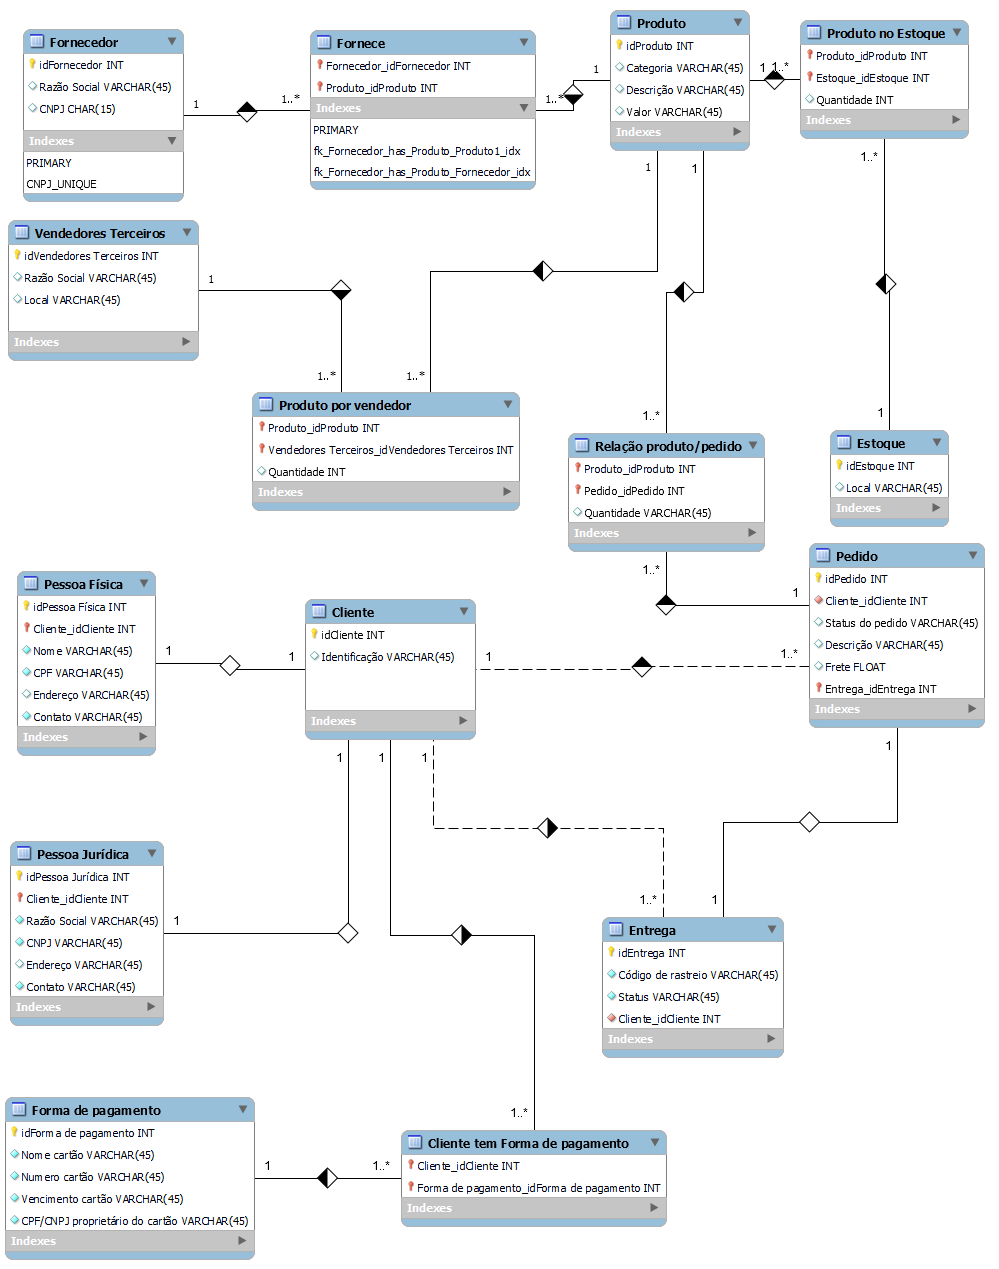 Fornecedor
idFornecedor INT
Razão Social VARCHAR(45)
CNPJ CHAR(15)
Indexes
PRIMARY
CNPJ_UNIQUE
1
1..*
Fornece
Fornecedor_idFornecedor INT
Produto_idProduto INT
Indexes
PRIMARY
fk_Fornecedor_has_Produto_Produto1_idx
fk_Fornecedor_has_Produto_Fornecedor_idx
1..*
1
Produto
idProduto INT
Categoria VARCHAR(45)
Descrição VARCHAR(45)
Valor VARCHAR(45)
Indexes
1
1..*
Produto no Estoque
Produto_idProduto INT
Estoque_idEstoque INT
Quantidade INT
Indexes
1..*
1
1
1
Vendedores Terceiros
idVendedores Terceiros INT
Razão Social VARCHAR(45)
Local VARCHAR(45)
Indexes
1
1..*
1..*
Produto por vendedor
Produto_idProduto INT
Vendedores Terceiros_idVendedores Terceiros INT
Quantidade INT
Indexes
1..*
Relação produto/pedido
Produto_idProduto INT
Pedido_idPedido INT
Quantidade VARCHAR(45)
Indexes
1..*
1
Estoque
idEstoque INT
Local VARCHAR(45)
Indexes
Pedido
idPedido INT
Cliente_idCliente INT
Status do pedido VARCHAR(45)
Descrição VARCHAR(45)
Frete FLOAT
Entrega_idEntrega INT
Indexes
1
1..*
1
Pessoa Física
idPessoa Física INT
Cliente_idCliente INT
Nome VARCHAR(45)
CPF VARCHAR(45)
Endereço VARCHAR(45)
Contato VARCHAR(45)
Indexes
1
1
Cliente
idCliente INT
Identificação VARCHAR(45)
Indexes
1
1
1
1
Pessoa Jurídica
idPessoa Jurídica INT
Cliente_idCliente INT
Razão Social VARCHAR(45)
CNPJ VARCHAR(45)
Endereço VARCHAR(45)
Contato VARCHAR(45)
Indexes
1
1..*
1
Entrega
idEntrega INT
Código de rastreio VARCHAR(45)
Status VARCHAR(45)
Cliente_idCliente INT
Indexes
Forma de pagamento
idForma de pagamento INT
Nome cartão VARCHAR(45)
Numero cartão VARCHAR(45)
Vencimento cartão VARCHAR(45)
CPF/CNPJ proprietário do cartão VARCHAR(45)
Indexes
1
1..*
1..*
Cliente tem Forma de pagamento
Cliente_idCliente INT
Forma de pagamento_idForma de pagamento INT
Indexes